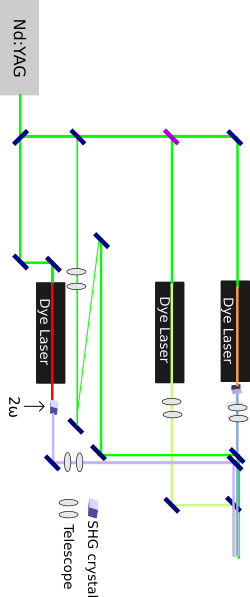 Nd:YAG
Dye Laser
Dye Laser
Dye Laser
2ω
SHG crystal
Telescope